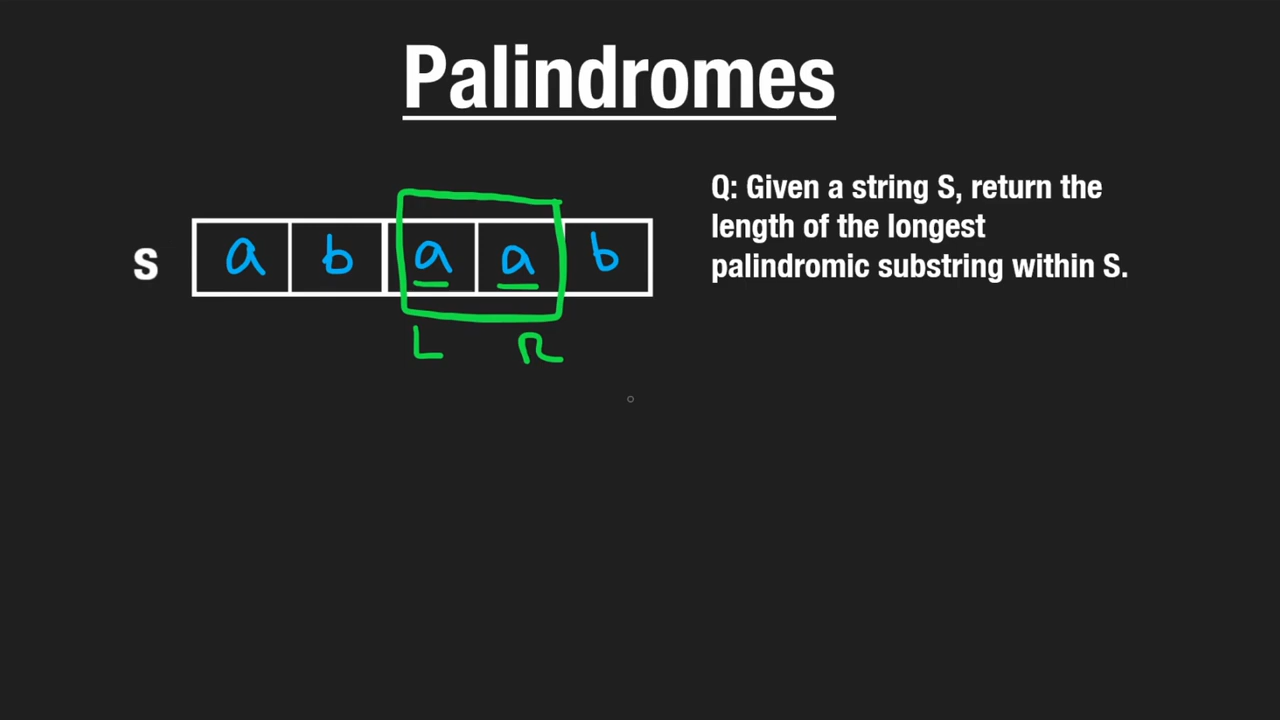 Palindromes
Q: Given a string S, return the
length of the longest
palindromic substring within S.
S a b a a b
L R